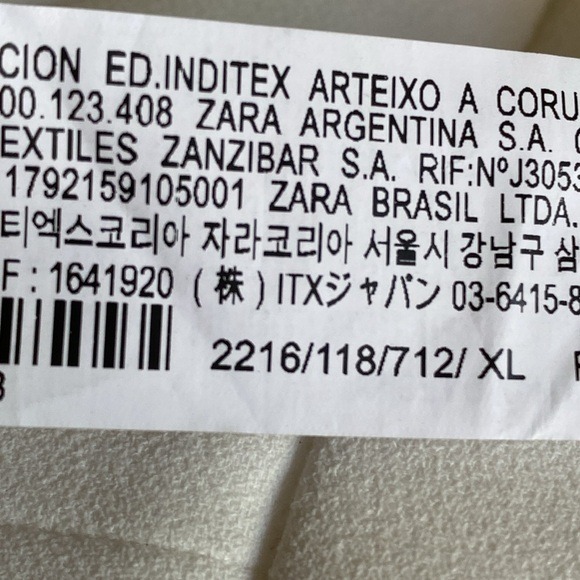 CION ED.INDITEX ARTEIXO A CORU
00.123.408 ZARA ARGENTINA S.A.
EXTILES ZANZIBAR S.A. RIF:NºJ3053
1792159105001 ZARA BRASIL LTDA.
티엑스코리아 자라코리아 서울시 강남구 삼
F : 1641920 (株) ITXジャパン 03-6415-8
2216/118/712/ XL